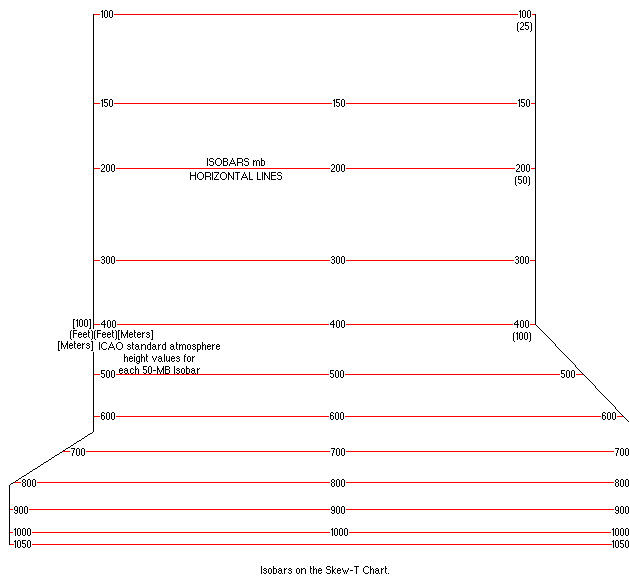 100 100
(25)
150 150 150
ISOBARS mb
200 200 200
HORIZONTAL LINES (50)
300 300 300
[100] 400 400 400
(Feet)(Feet)[Meters] (100)
[Meters] ICAO standard atmosphere
height values for
each 50-MB Isobar
500 500 500
600 600 600
700 700 700
800 800 800
900 900 900
1000 1000 1000
1050 1050
Isobars on the Skew-T Chart.